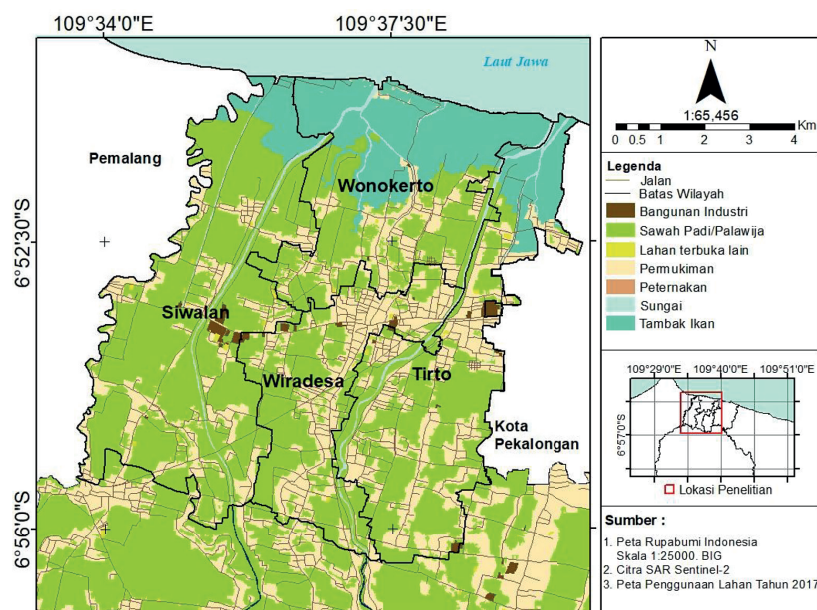 109°34'0"E
109°37'30"E
Laut Jawa
Pemalang
Wonokerto
6°52'30"S
Siwalan
Wiradesa
Tirto
Kota
Pekalongan
6°56'0"S
N
1:65,456
0 0.5 1 2 3 4
Km
Legenda
Jalan
Batas Wilayah
Bangunan Industri
Sawah Padi/Palawija
Lahan terbuka lain
Permukiman
Peternakan
Sungai
Tambak Ikan
109°29'0"E 109°40'0"E 109°51'0"E
6°57'0"S
Lokasi Penelitian
Sumber :
1. Peta Rupabumi Indonesia
Skala 1:25000. BIG
2. Citra SAR Sentinel-2
3. Peta Penggunaan Lahan Tahun 2017